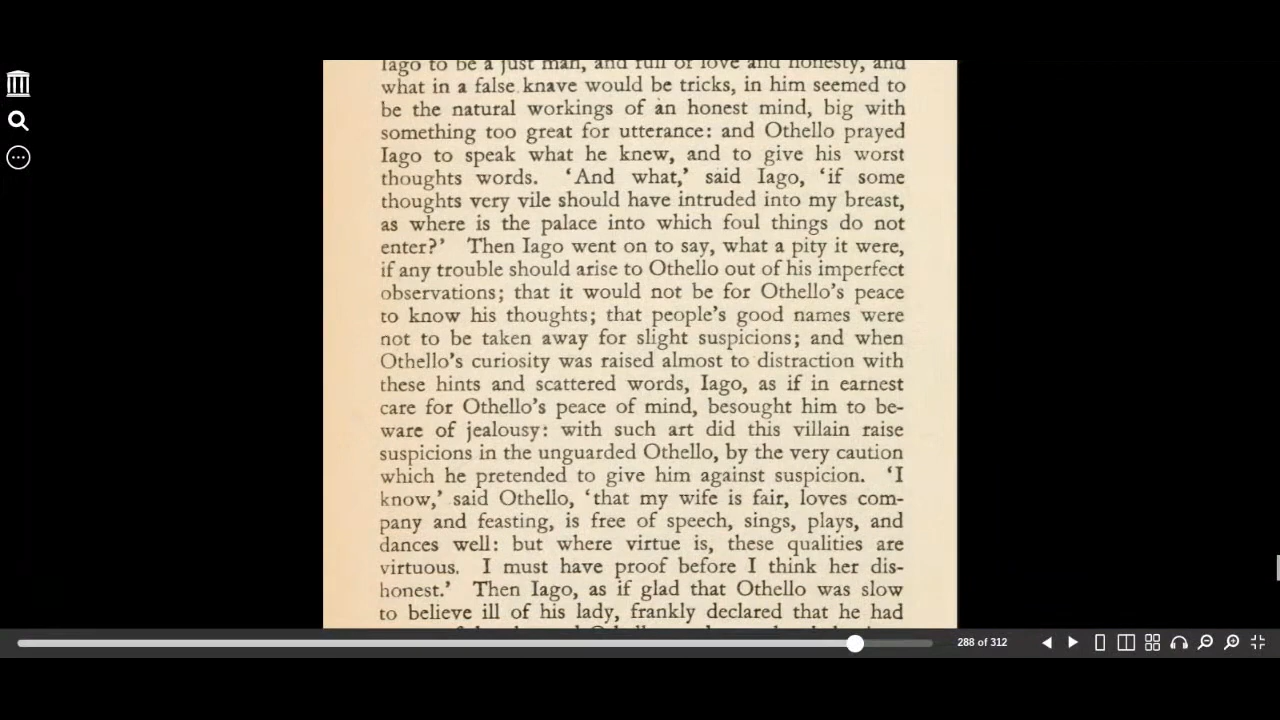 Iago to be a just man, and full of love and honesty, and
what in a false knave would be tricks, in him seemed to
be the natural workings of an honest mind, big with
something too great for utterance: and Othello prayed
Iago to speak what he knew, and to give his worst
thoughts words. ‘And what,’ said Iago, ‘if some
thoughts very vile should have intruded into my breast,
as where is the palace into which foul things do not
enter?’ Then Iago went on to say, what a pity it were,
if any trouble should arise to Othello out of his imperfect
observations; that it would not be for Othello’s peace
to know his thoughts; that people’s good names were
not to be taken away for slight suspicions; and when
Othello’s curiosity was raised almost to distraction with
these hints and scattered words, Iago, as if in earnest
care for Othello’s peace of mind, besought him to be-
ware of jealousy: with such art did this villain raise
suspicions in the unguarded Othello, by the very caution
which he pretended to give him against suspicion. ‘I
know,’ said Othello, ‘that my wife is fair, loves com-
pany and feasting, is free of speech, sings, plays, and
dances well: but where virtue is, these qualities are
virtuous. I must have proof before I think her dis-
honest.’ Then Iago, as if glad that Othello was slow
to believe ill of his lady, frankly declared that he had
288 of 312